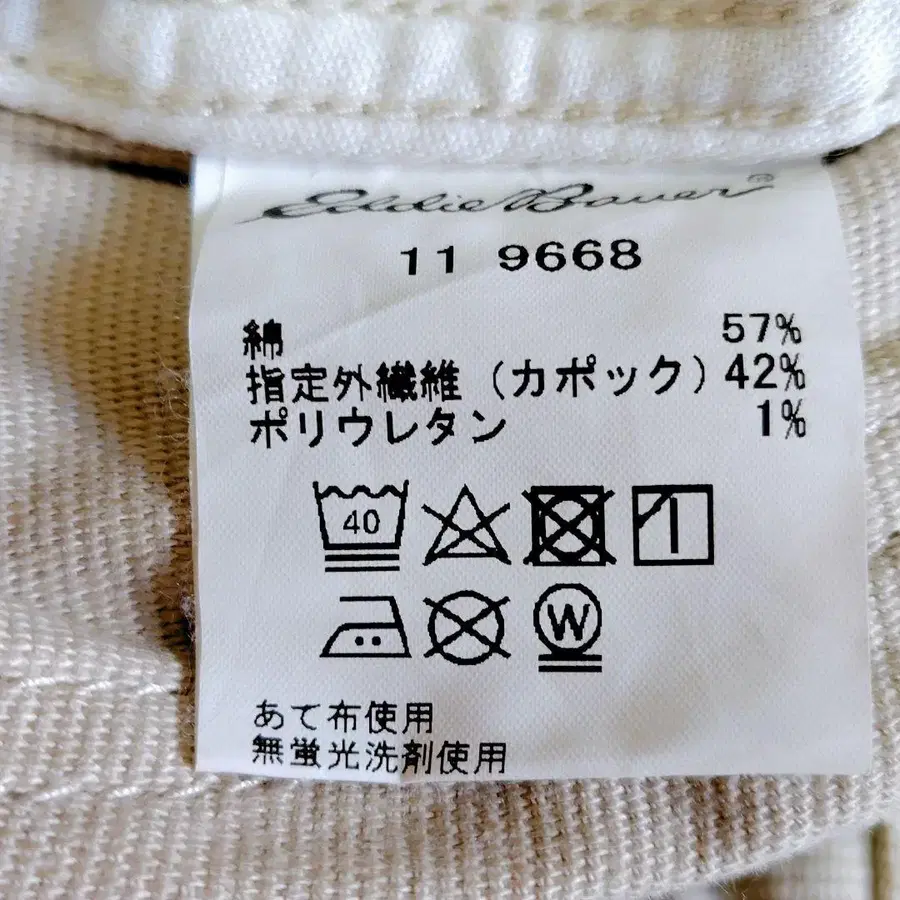 Eddie Bauer®
11 9668
綿 57%
指定外繊維 (カポック) 42%
ポリウレタン 1%
40
W
あて布使用
無蛍光洗剤使用